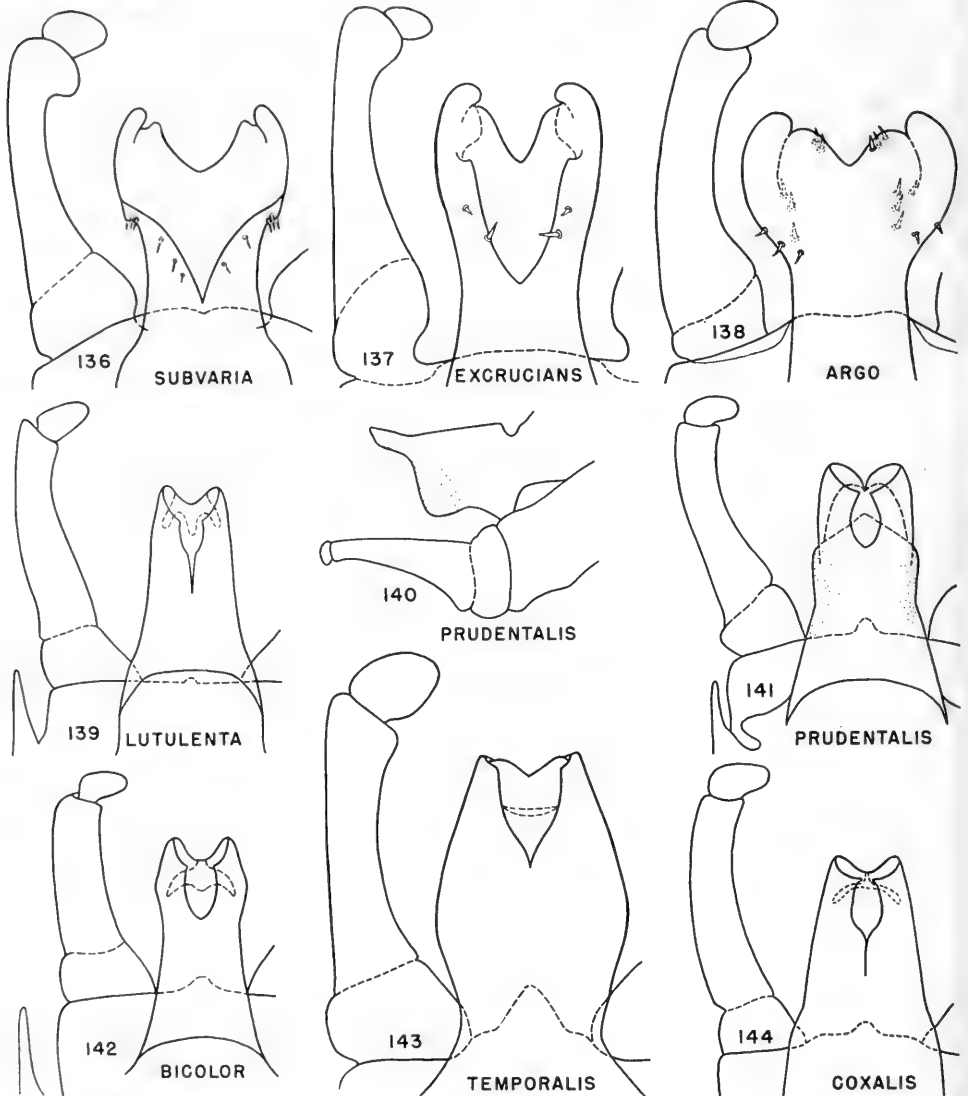 136
SUBVARIA
137
EXCRUCIANS
138
ARGO
139
LUTULENTA
140
PRUDENTALIS
141
PRUDENTALIS
142
BICOLOR
143
TEMPORALIS
144
COXALIS